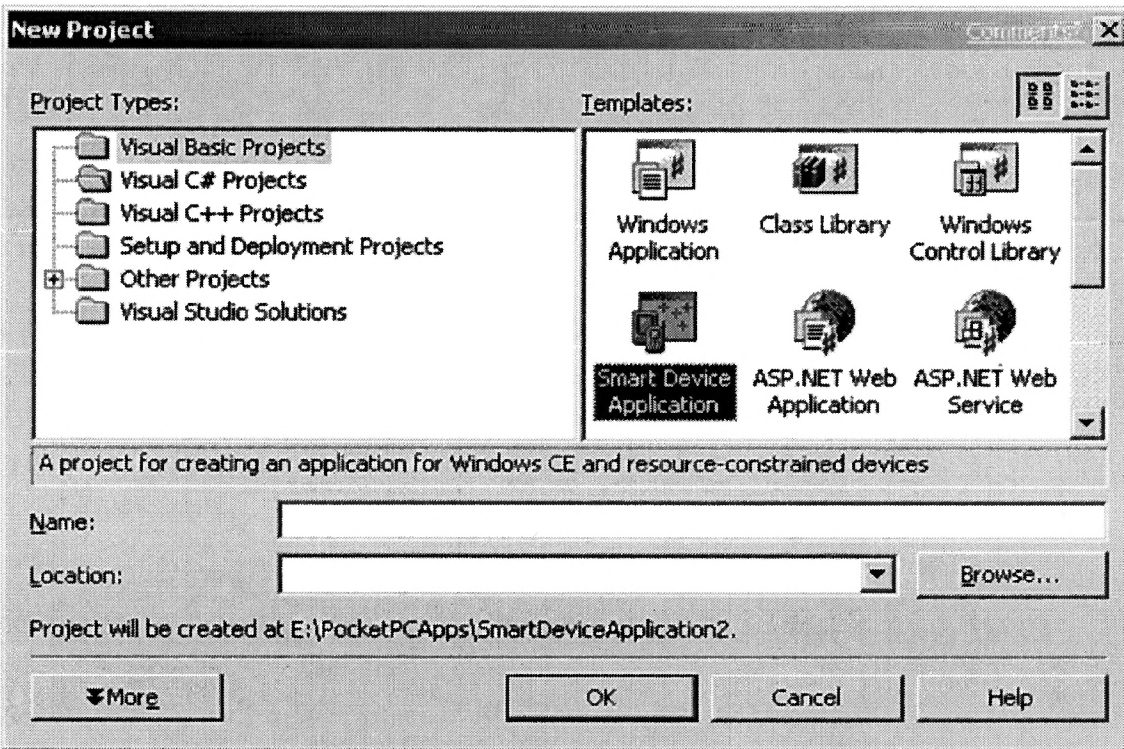 New Project
Comments?
Project Types:
Templates:
Visual Basic Projects
Visual C# Projects
Visual C++ Projects
Setup and Deployment Projects
Other Projects
Visual Studio Solutions
Windows
Application
Class Library
Windows
Control Library
Smart Device
Application
ASP.NET Web
Application
ASP.NET Web
Service
A project for creating an application for Windows CE and resource-constrained devices
Name:
Location:
Browse...
Project will be created at E:\PocketPCApps\SmartDeviceApplication2.
More
OK
Cancel
Help